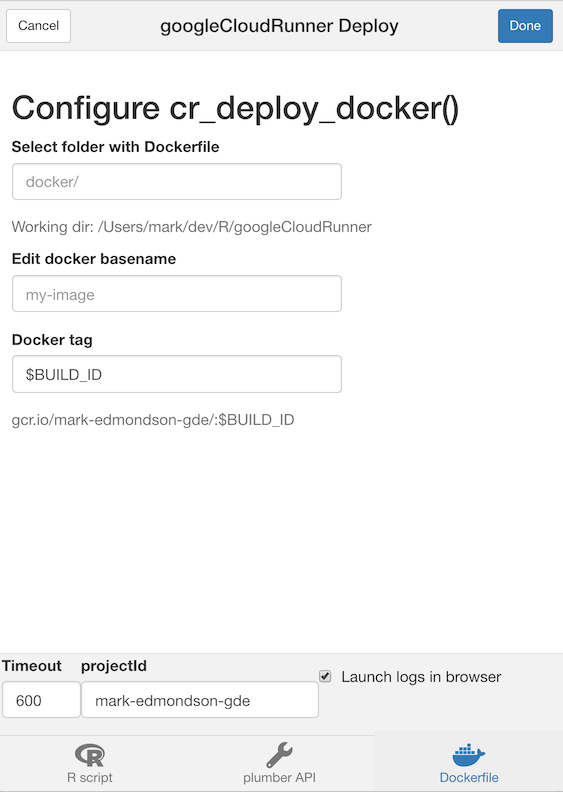 Cancel
googleCloudRunner Deploy
Done
Configure cr_deploy_docker()
Select folder with Dockerfile
docker/
Working dir: /Users/mark/dev/R/googleCloudRunner
Edit docker basename
my-image
Docker tag
$BUILD_ID
gcr.io/mark-edmondson-gde/:$BUILD_ID
Timeout
projectId
Launch logs in browser
600
mark-edmondson-gde
R script
plumber API
Dockerfile